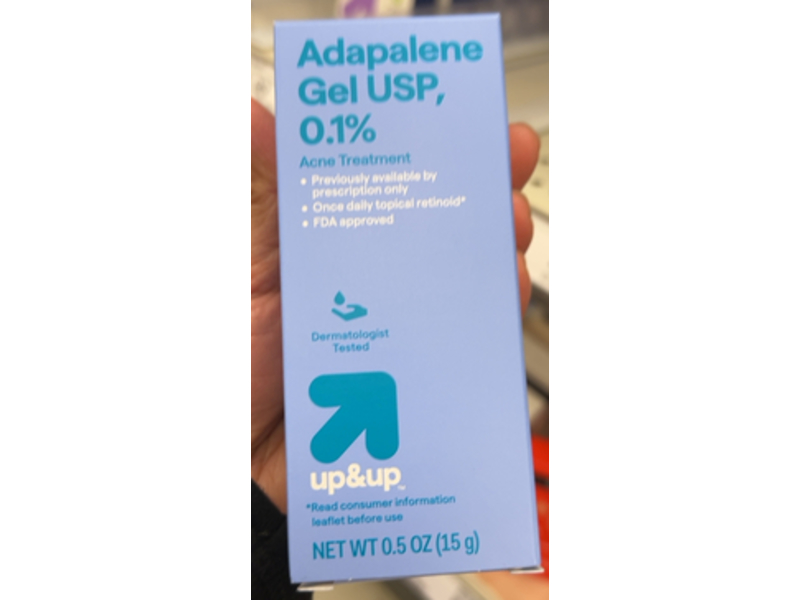 Adapalene
Gel USP,
0.1%
Acne Treatment
• Previously available by
prescription only
• Once daily topical retinoid*
• FDA approved
Dermatologist
Tested
up&up™
*Read consumer information
leaflet before use
NET WT 0.5 OZ (15 g)